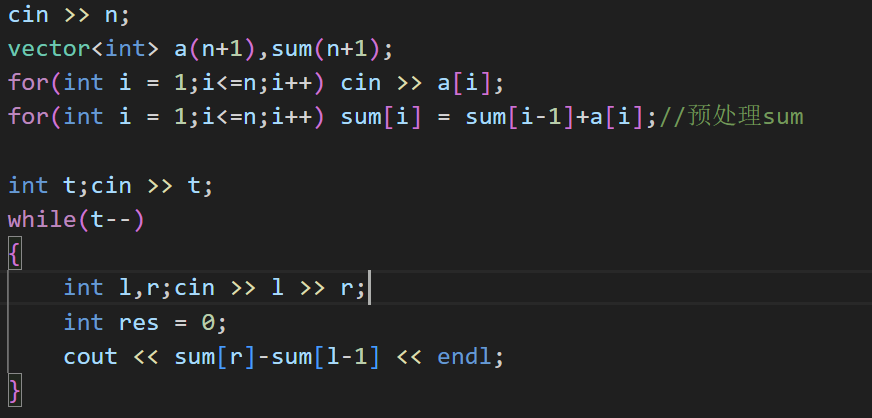 cin >> n;
vector<int> a(n+1),sum(n+1);
for(int i = 1;i<=n;i++) cin >> a[i];
for(int i = 1;i<=n;i++) sum[i] = sum[i-1]+a[i];//预处理sum
int t;cin >> t;
while(t--)
{
int l,r;cin >> l >> r;
int res = 0;
cout << sum[r]-sum[l-1] << endl;
}